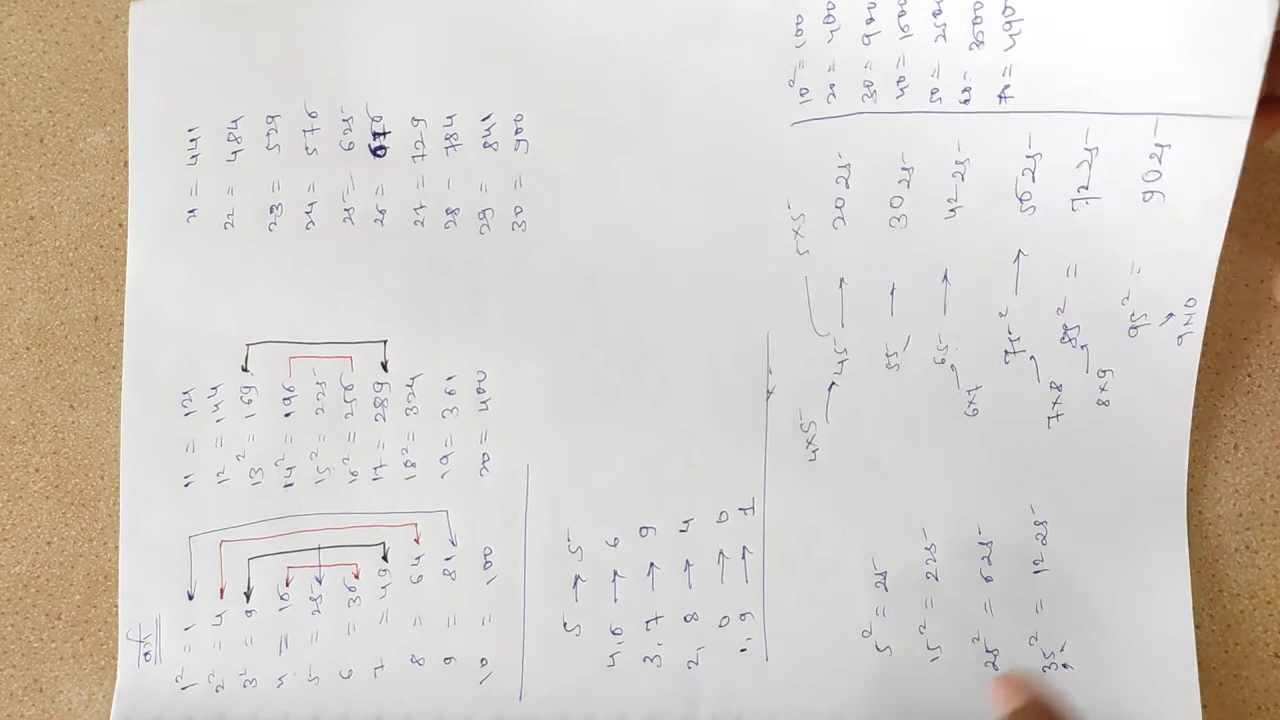 1² = 1
2² = 4
3² = 9
4 = 16
5 = 25
6 = 36
7 = 49
8 = 64
9 = 81
10 = 100
11 = 121
12 = 144
13² = 169
14² = 196
15² = 225
16² = 256
17 = 289
18² = 324
19 = 361
20 = 400
21 = 441
22 = 484
23 = 529
24 = 576
25 = 625
26 = 676
27 = 729
28 - 784
29 = 841
30 = 900
5 → 5
4,6 → 6
3,7 → 9
2, 8 → 4
0 → 0
1,9 → 1
5² = 25
15² = 225
25² = 625
35² = 1225
4×5 → 45 → 2025
5×5
55 → 3025
65 → 4225
6×7
75² → 5625
7×8
85² = 7225
8×9
95² = 9025
10² = 100
20 = 400
30 = 900
40 = 1600
50 = 2500
60 = 3600
70 = 490